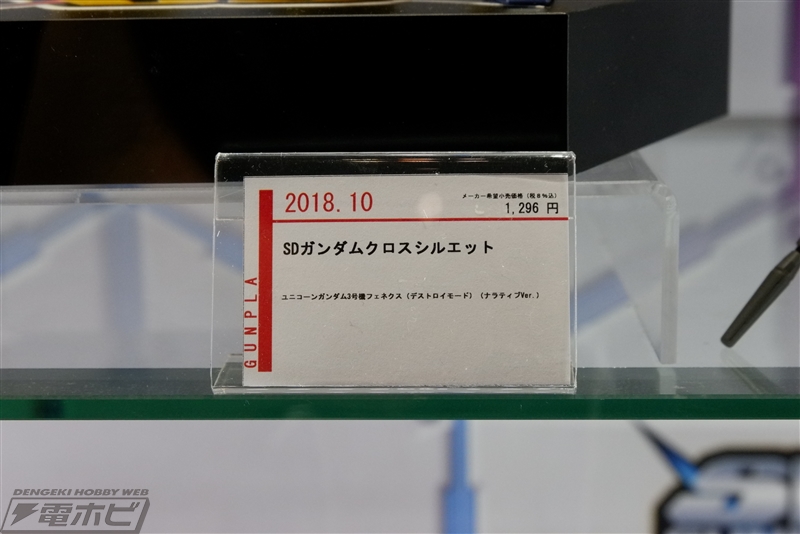 2018.10
メーカー希望小売価格（税8%込）
1,296 円
SDガンダムクロスシルエット
ユニコーンガンダム3号機フェネクス（デストロイモード）（ナラティブVer.）
GUNPLA
DENGEKI HOBBY WEB
電ホビ